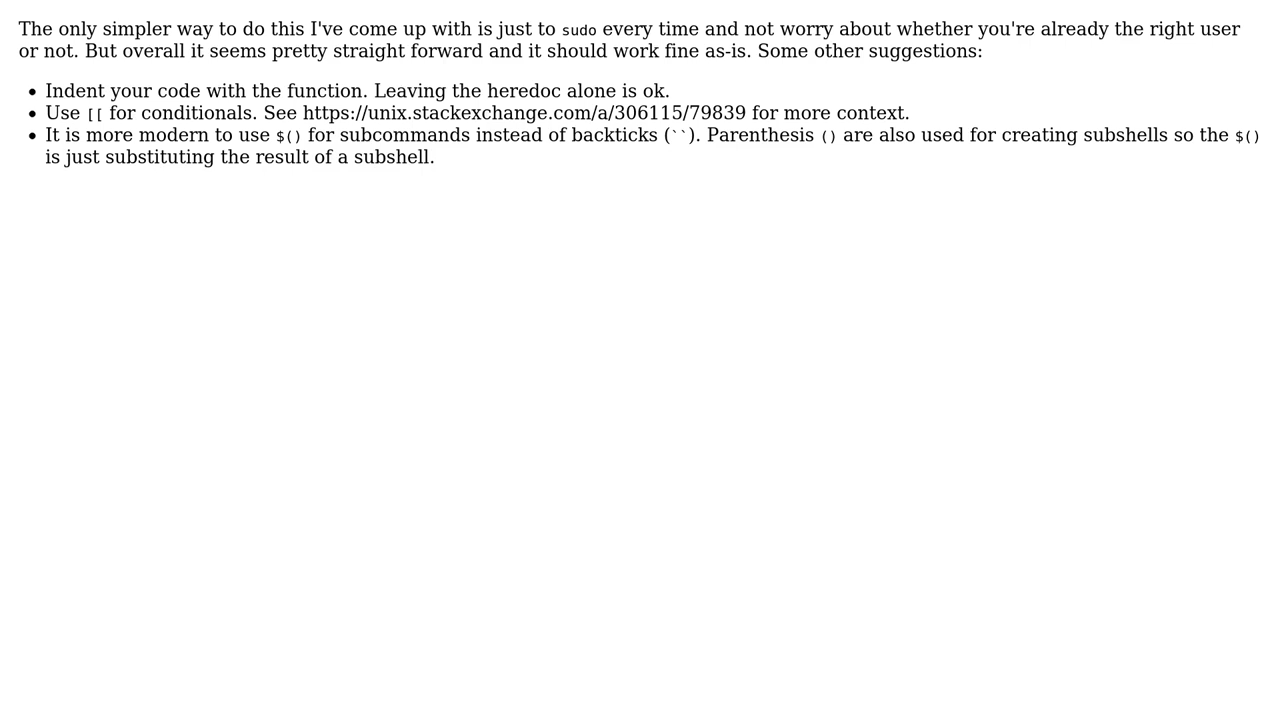 The only simpler way to do this I've come up with is just to sudo every time and not worry about whether you're already the right user
or not. But overall it seems pretty straight forward and it should work fine as-is. Some other suggestions:
• Indent your code with the function. Leaving the heredoc alone is ok.
• Use [[ for conditionals. See https://unix.stackexchange.com/a/306115/79839 for more context.
• It is more modern to use $() for subcommands instead of backticks (``). Parenthesis () are also used for creating subshells so the $()
is just substituting the result of a subshell.